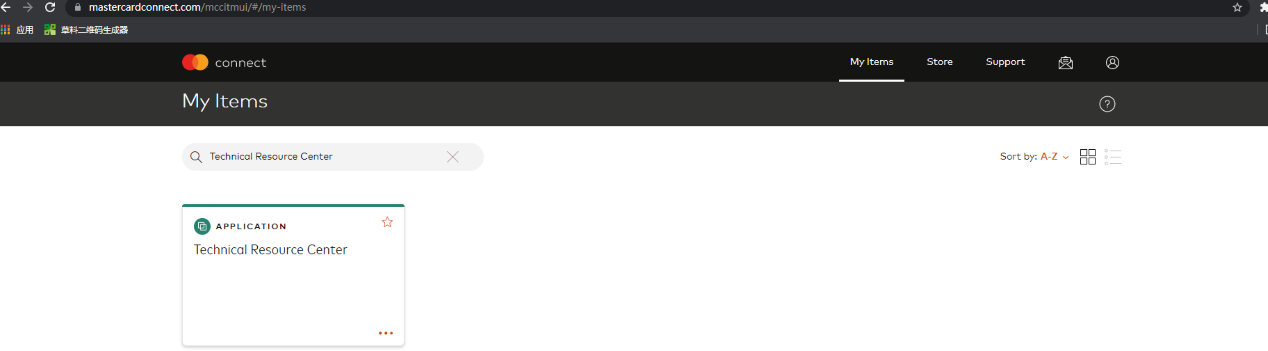 mastercardconnect.com/mccltmui/#/my-items
应用 草料二维码生成器
connect My Items Store Support
My Items ?
Technical Resource Center Sort by: A-Z
APPLICATION
Technical Resource Center